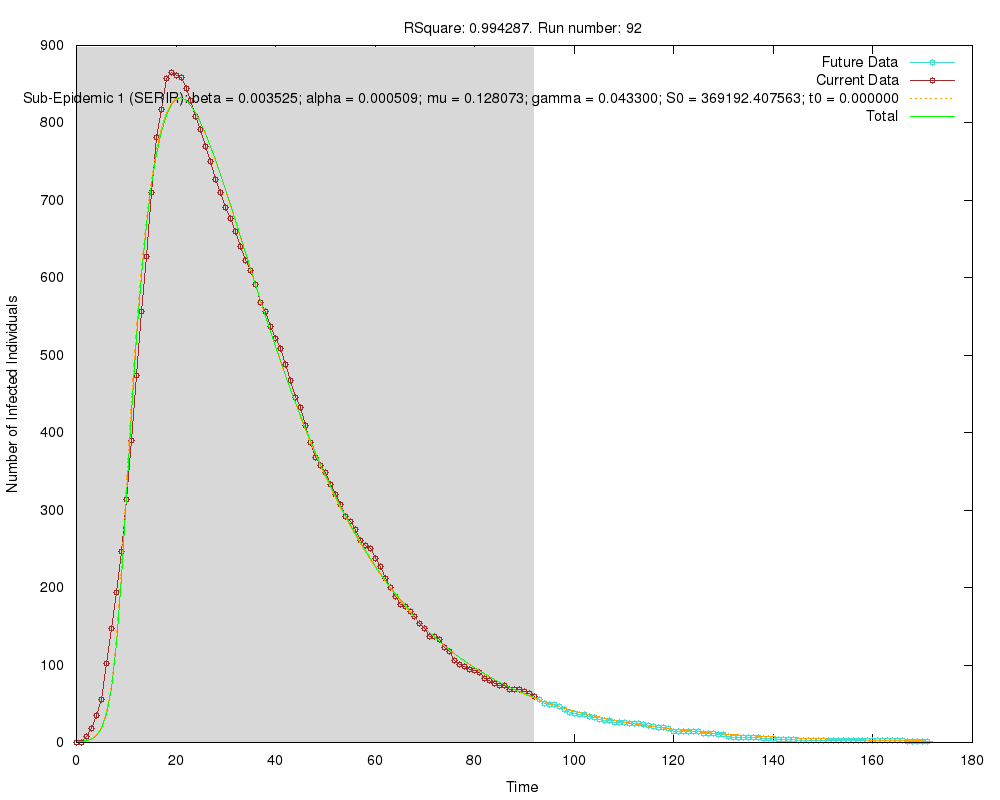 RSquare: 0.994287. Run number: 92
Future Data
Current Data
Sub-Epidemic 1 (SERIR): beta = 0.003525; alpha = 0.000509; mu = 0.128073; gamma = 0.043300; S0 = 369192.407563; t0 = 0.000000
Total
Number of Infected Individuals
900
800
700
600
500
400
300
200
100
0
0 20 40 60 80 100 120 140 160 180
Time